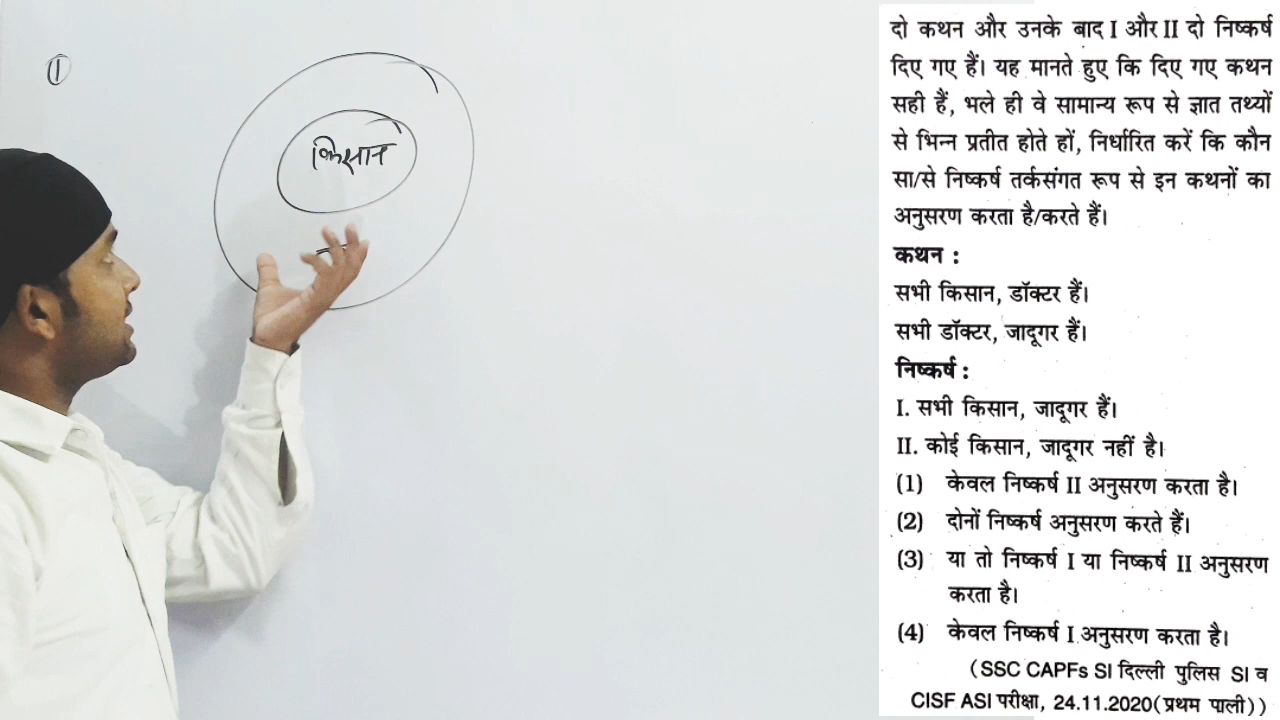 ①
किसान
दो कथन और उनके बाद I और II दो निष्कर्ष
दिए गए हैं। यह मानते हुए कि दिए गए कथन
सही हैं, भले ही वे सामान्य रूप से ज्ञात तथ्यों
से भिन्न प्रतीत होते हों, निर्धारित करें कि कौन
सा/से निष्कर्ष तर्कसंगत रूप से इन कथनों का
अनुसरण करता है/करते हैं।
कथन :
सभी किसान, डॉक्टर हैं।
सभी डॉक्टर, जादूगर हैं।
निष्कर्ष :
I. सभी किसान, जादूगर हैं।
II. कोई किसान, जादूगर नहीं है।
(1) केवल निष्कर्ष II अनुसरण करता है।
(2) दोनों निष्कर्ष अनुसरण करते हैं।
(3) या तो निष्कर्ष I या निष्कर्ष II अनुसरण
करता है।
(4) केवल निष्कर्ष I अनुसरण करता है।
(SSC CAPFs SI दिल्ली पुलिस SI व
CISF ASI परीक्षा, 24.11.2020(प्रथम पाली))